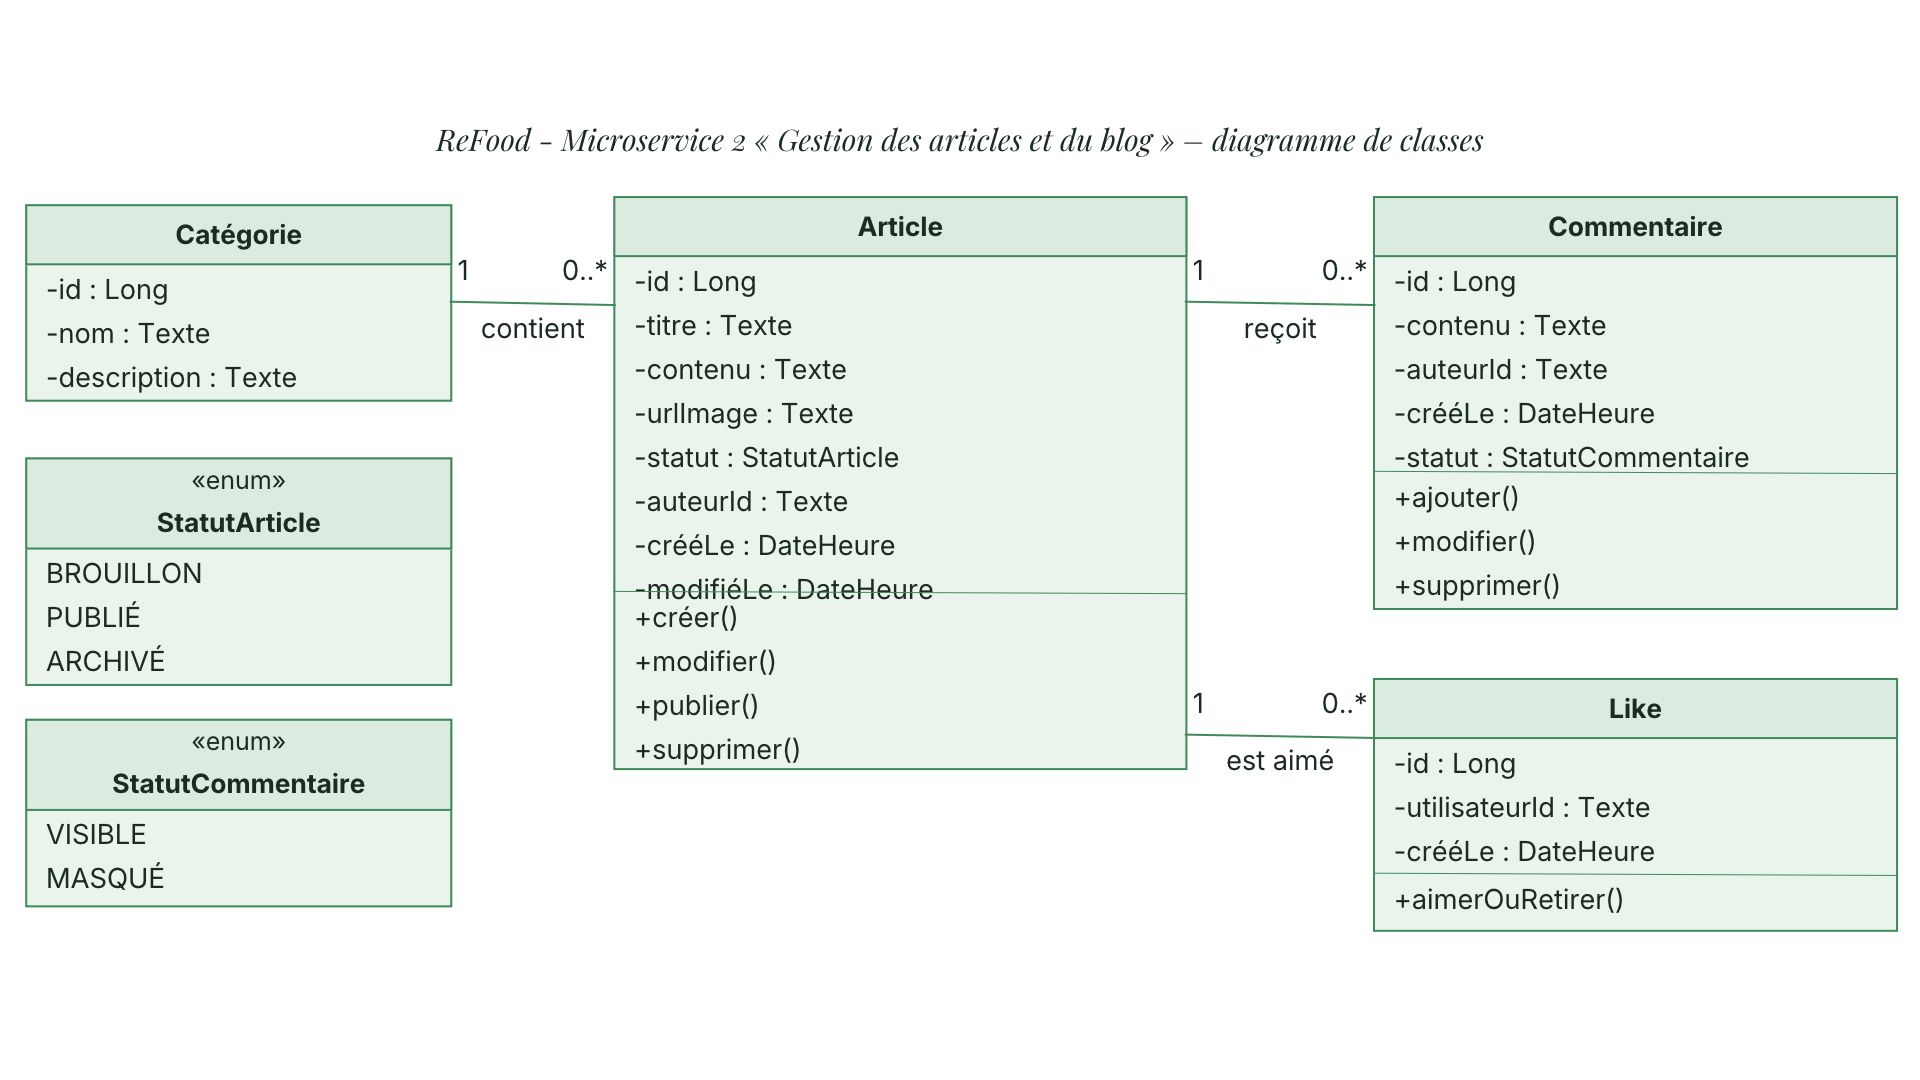 ReFood - Microservice 2 « Gestion des articles et du blog » – diagramme de classes
Catégorie
-id : Long
-nom : Texte
-description : Texte
1
0..*
contient
«enum»
StatutArticle
BROUILLON
PUBLIÉ
ARCHIVÉ
«enum»
StatutCommentaire
VISIBLE
MASQUÉ
Article
-id : Long
-titre : Texte
-contenu : Texte
-urlImage : Texte
-statut : StatutArticle
-auteurId : Texte
-crééLe : DateHeure
-modifiéLe : DateHeure
+créer()
+modifier()
+publier()
+supprimer()
1
0..*
reçoit
1
0..*
est aimé
Commentaire
-id : Long
-contenu : Texte
-auteurId : Texte
-crééLe : DateHeure
-statut : StatutCommentaire
+ajouter()
+modifier()
+supprimer()
Like
-id : Long
-utilisateurId : Texte
-crééLe : DateHeure
+aimerOuRetirer()